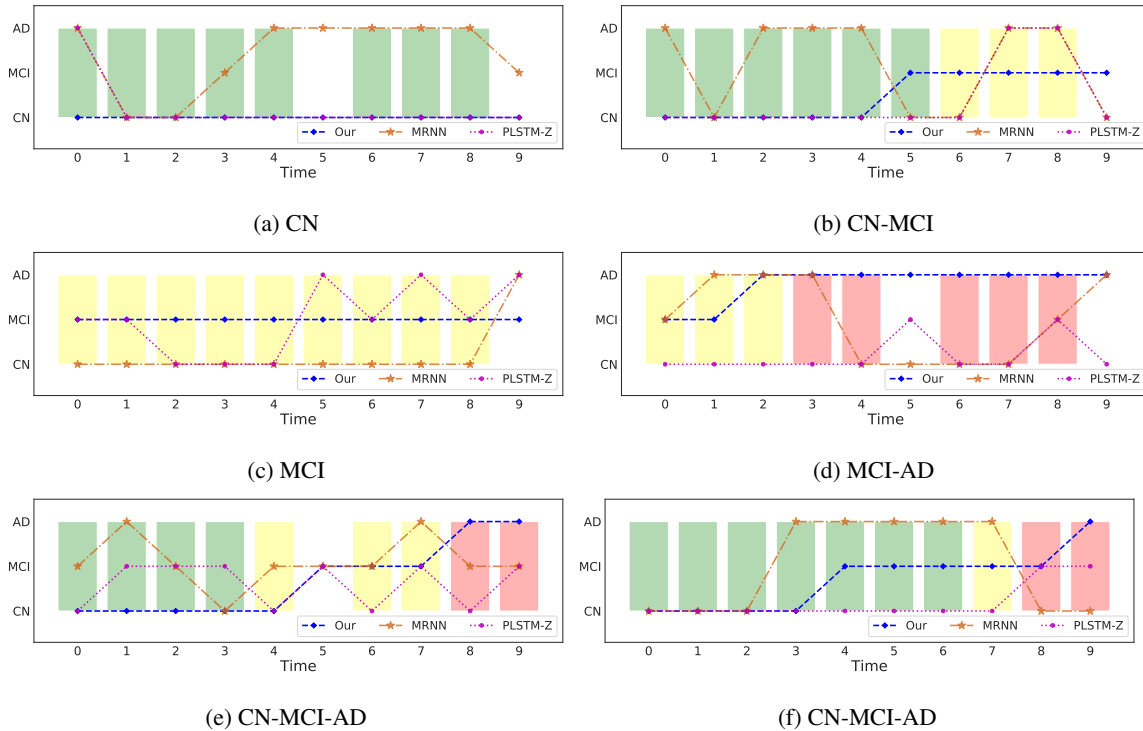 AD
MCI
CN
Our MRNN PLSTM-Z
0 1 2 3 4 5 6 7 8 9
Time
(a) CN
AD
MCI
CN
Our MRNN PLSTM-Z
0 1 2 3 4 5 6 7 8 9
Time
(b) CN-MCI
AD
MCI
CN
Our MRNN PLSTM-Z
0 1 2 3 4 5 6 7 8 9
Time
(c) MCI
AD
MCI
CN
Our MRNN PLSTM-Z
0 1 2 3 4 5 6 7 8 9
Time
(d) MCI-AD
AD
MCI
CN
Our MRNN PLSTM-Z
0 1 2 3 4 5 6 7 8 9
Time
(e) CN-MCI-AD
AD
MCI
CN
Our MRNN PLSTM-Z
0 1 2 3 4 5 6 7 8 9
Time
(f) CN-MCI-AD